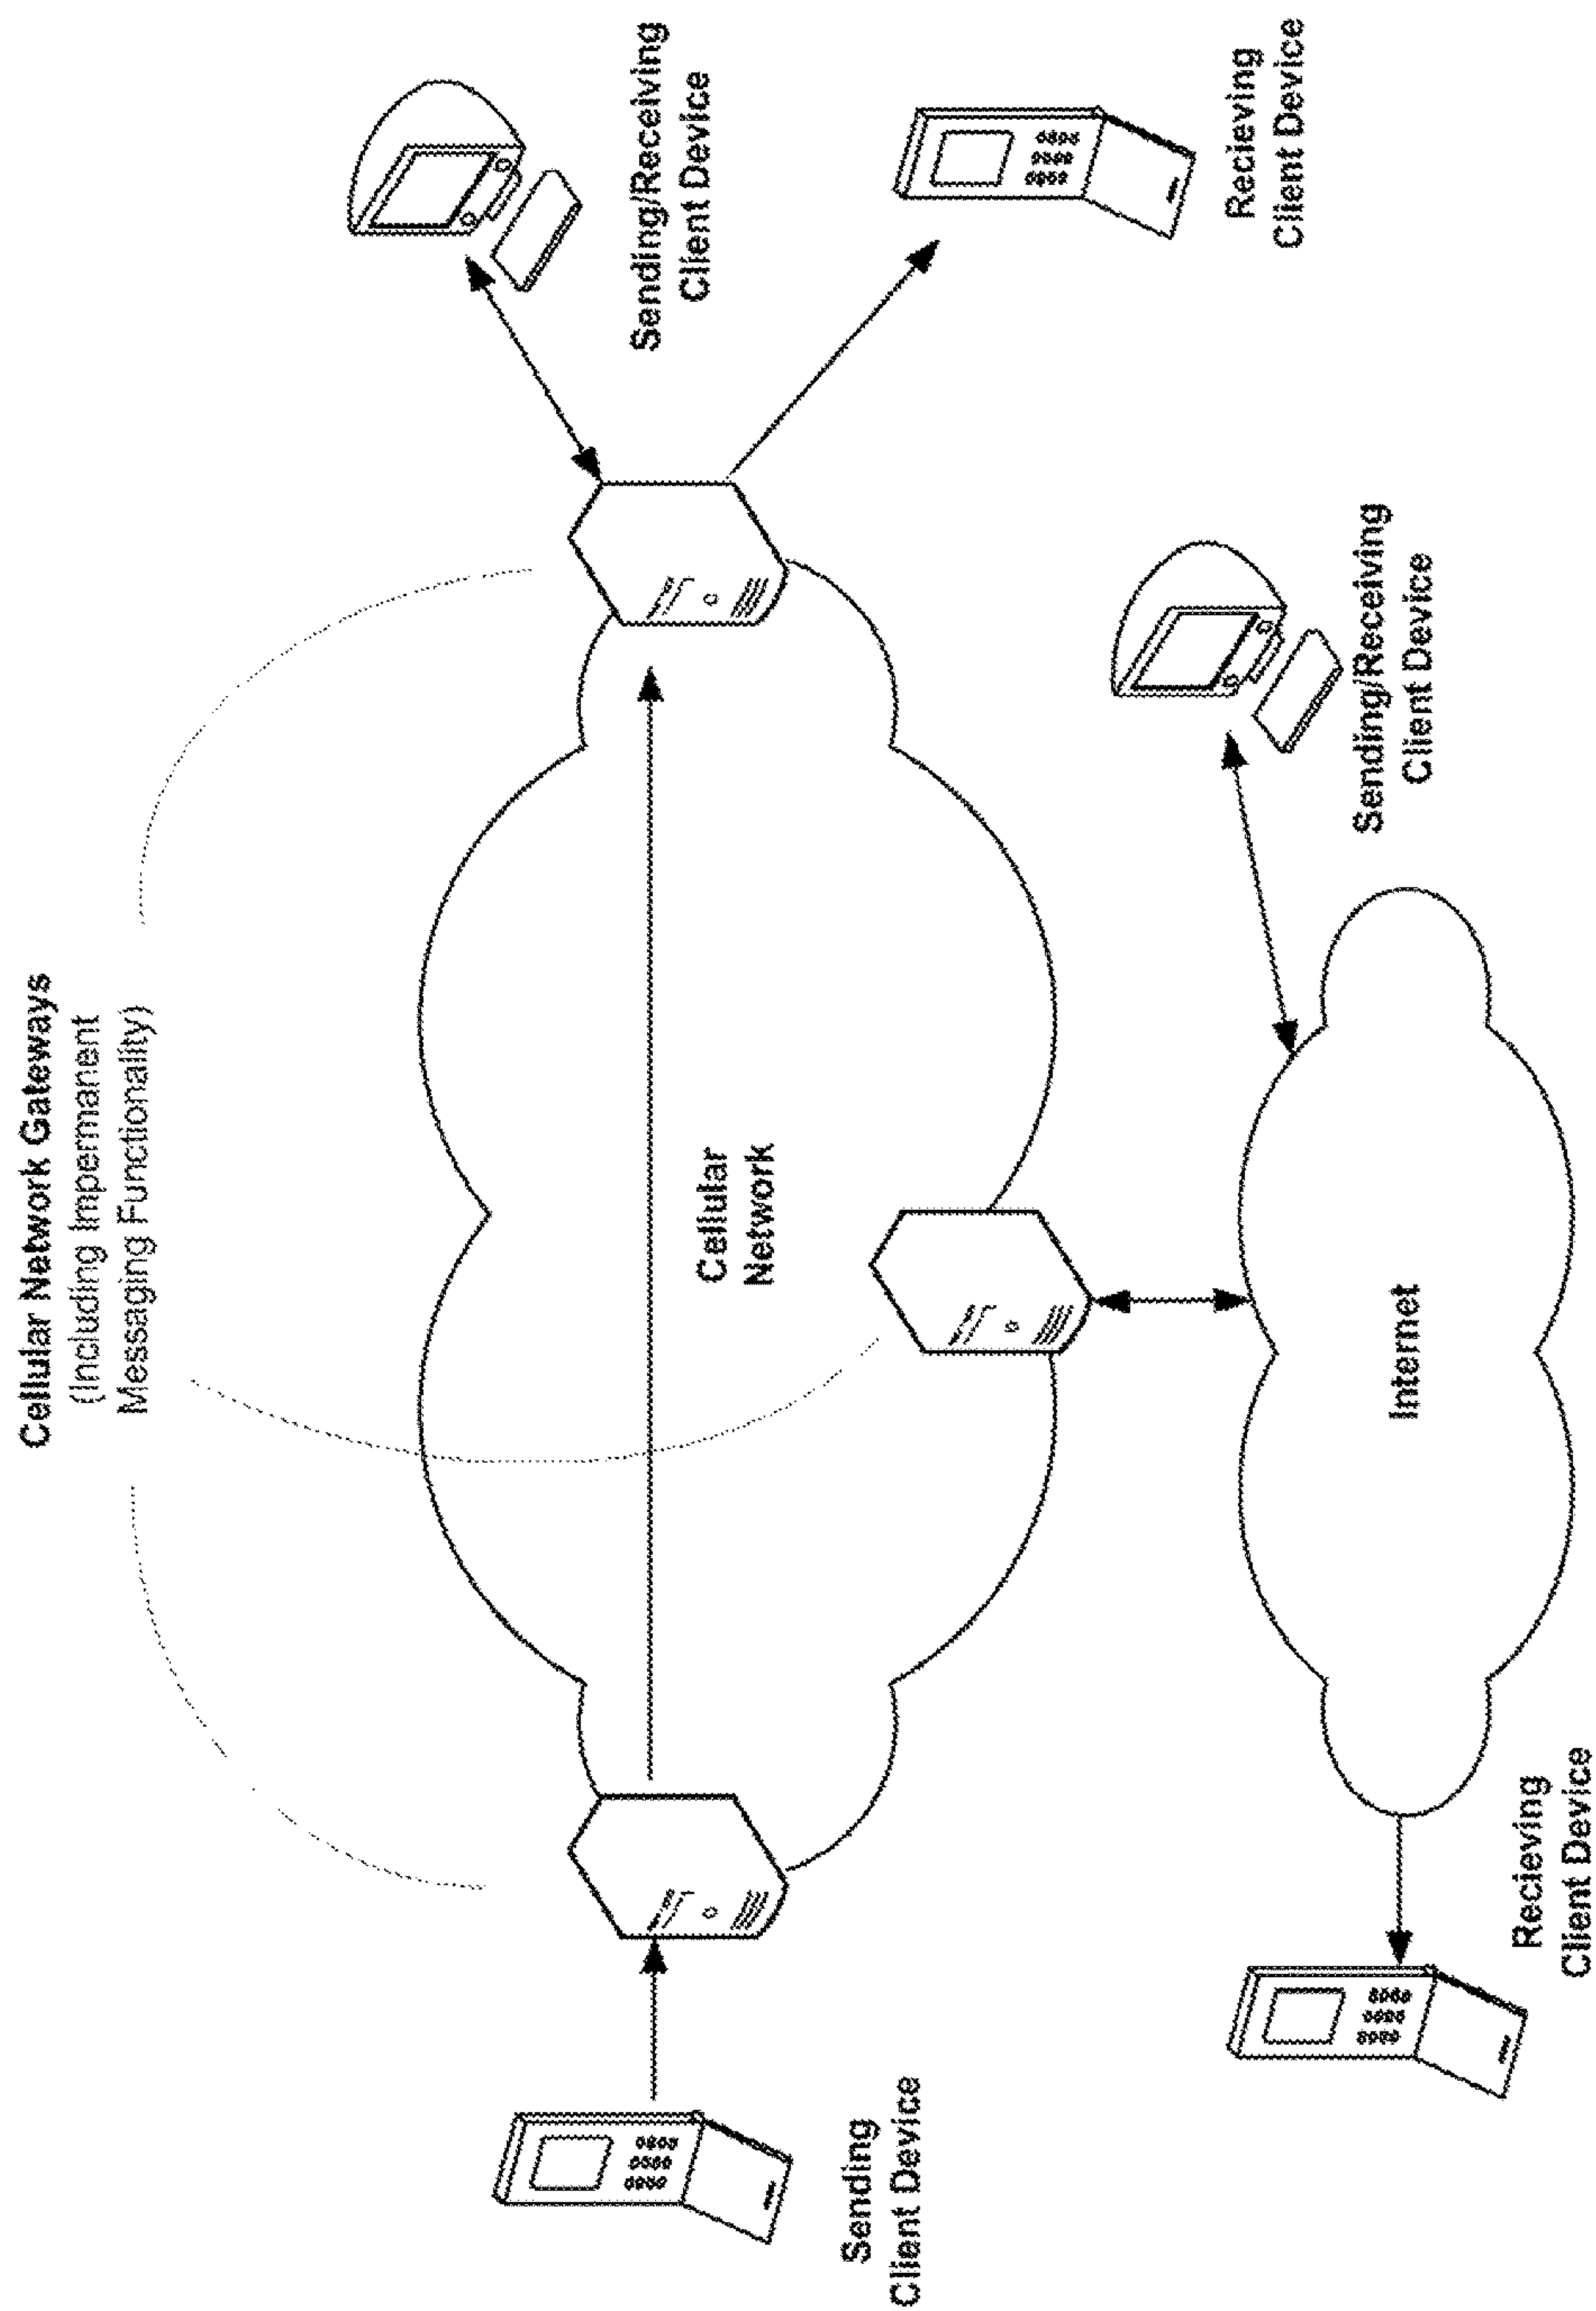 Cellular Network Gateways
(Including Impermanent
Messaging Functionality)
Sending/Receiving
Client Device
Sending
Client Device
Cellular
Network
Recieving
Client Device
Sending/Receiving
Client Device
Internet
Recieving
Client Device